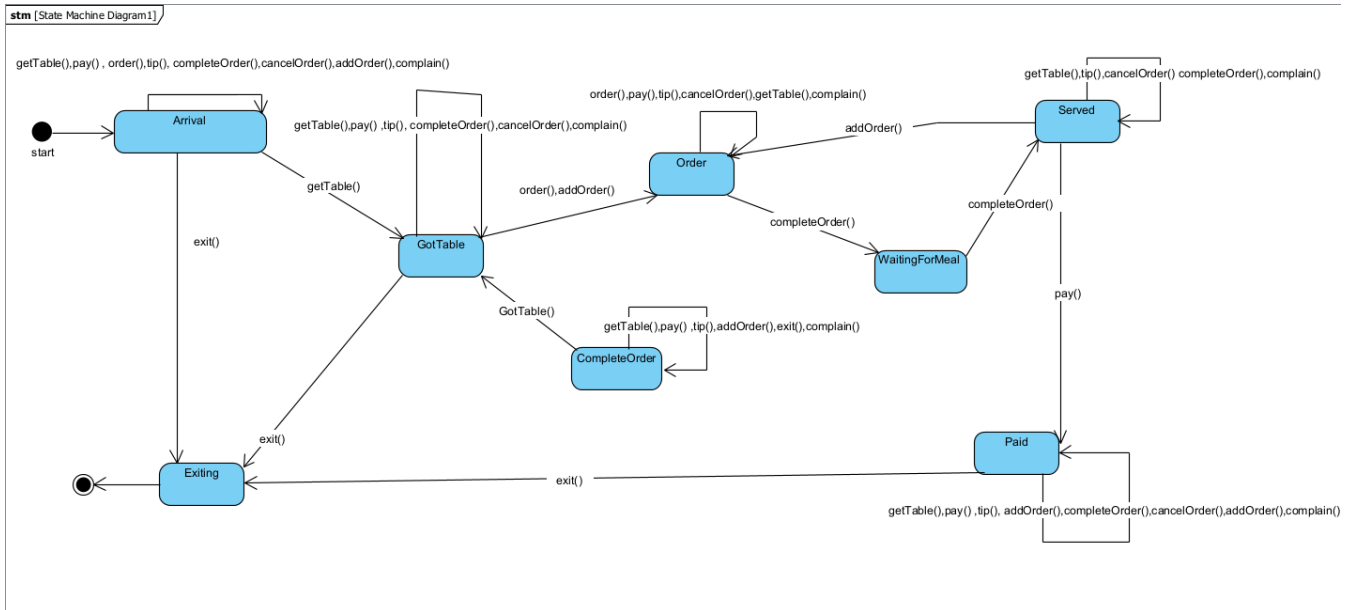 stm [State Machine Diagram1]
getTable(),pay() , order(),tip(), completeOrder(),cancelOrder(),addOrder(),complain()
getTable(),tip(),cancelOrder() completeOrder(),complain()
order(),pay(),tip(),cancelOrder(),getTable(),complain()
Served
Arrival
getTable(),pay() ,tip(), completeOrder(),cancelOrder(),complain()
addOrder()
start
Order
getTable()
order(),addOrder()
completeOrder()
completeOrder()
exit()
GotTable
WaitingForMeal
pay()
GotTable()
getTable(),pay() ,tip(),addOrder(),exit(),complain()
CompleteOrder
exit()
Paid
Exiting
exit()
getTable(),pay() ,tip(), addOrder(),completeOrder(),cancelOrder(),addOrder(),complain()